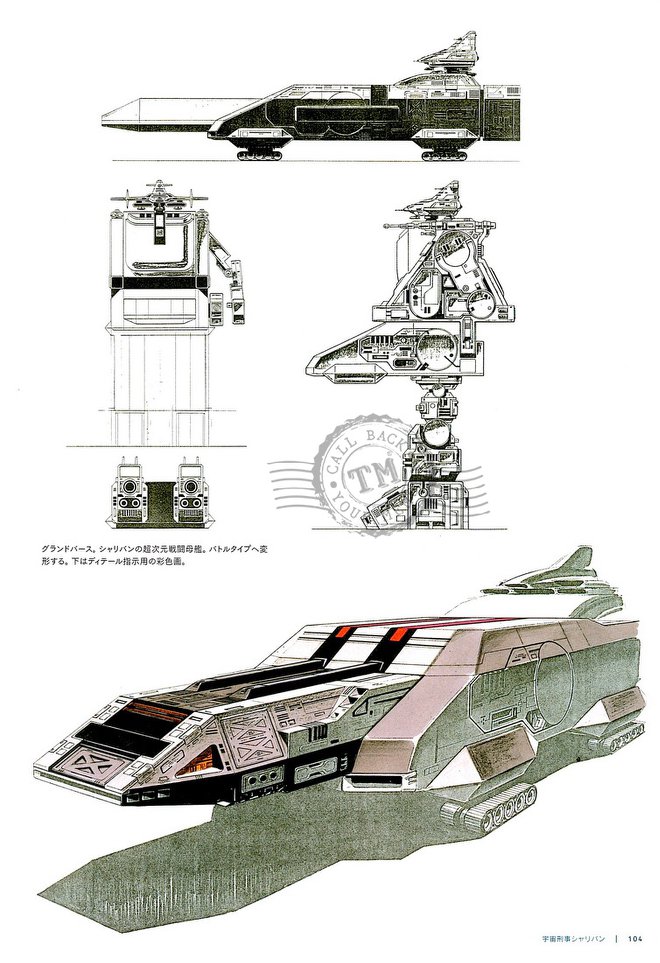 CALL BACK
TM
YOU
グランドバース。シャリバンの超次元戦闘母艦。バトルタイプへ変
形する。下はディテール指示用の彩色画。
宇宙刑事シャリバン | 104